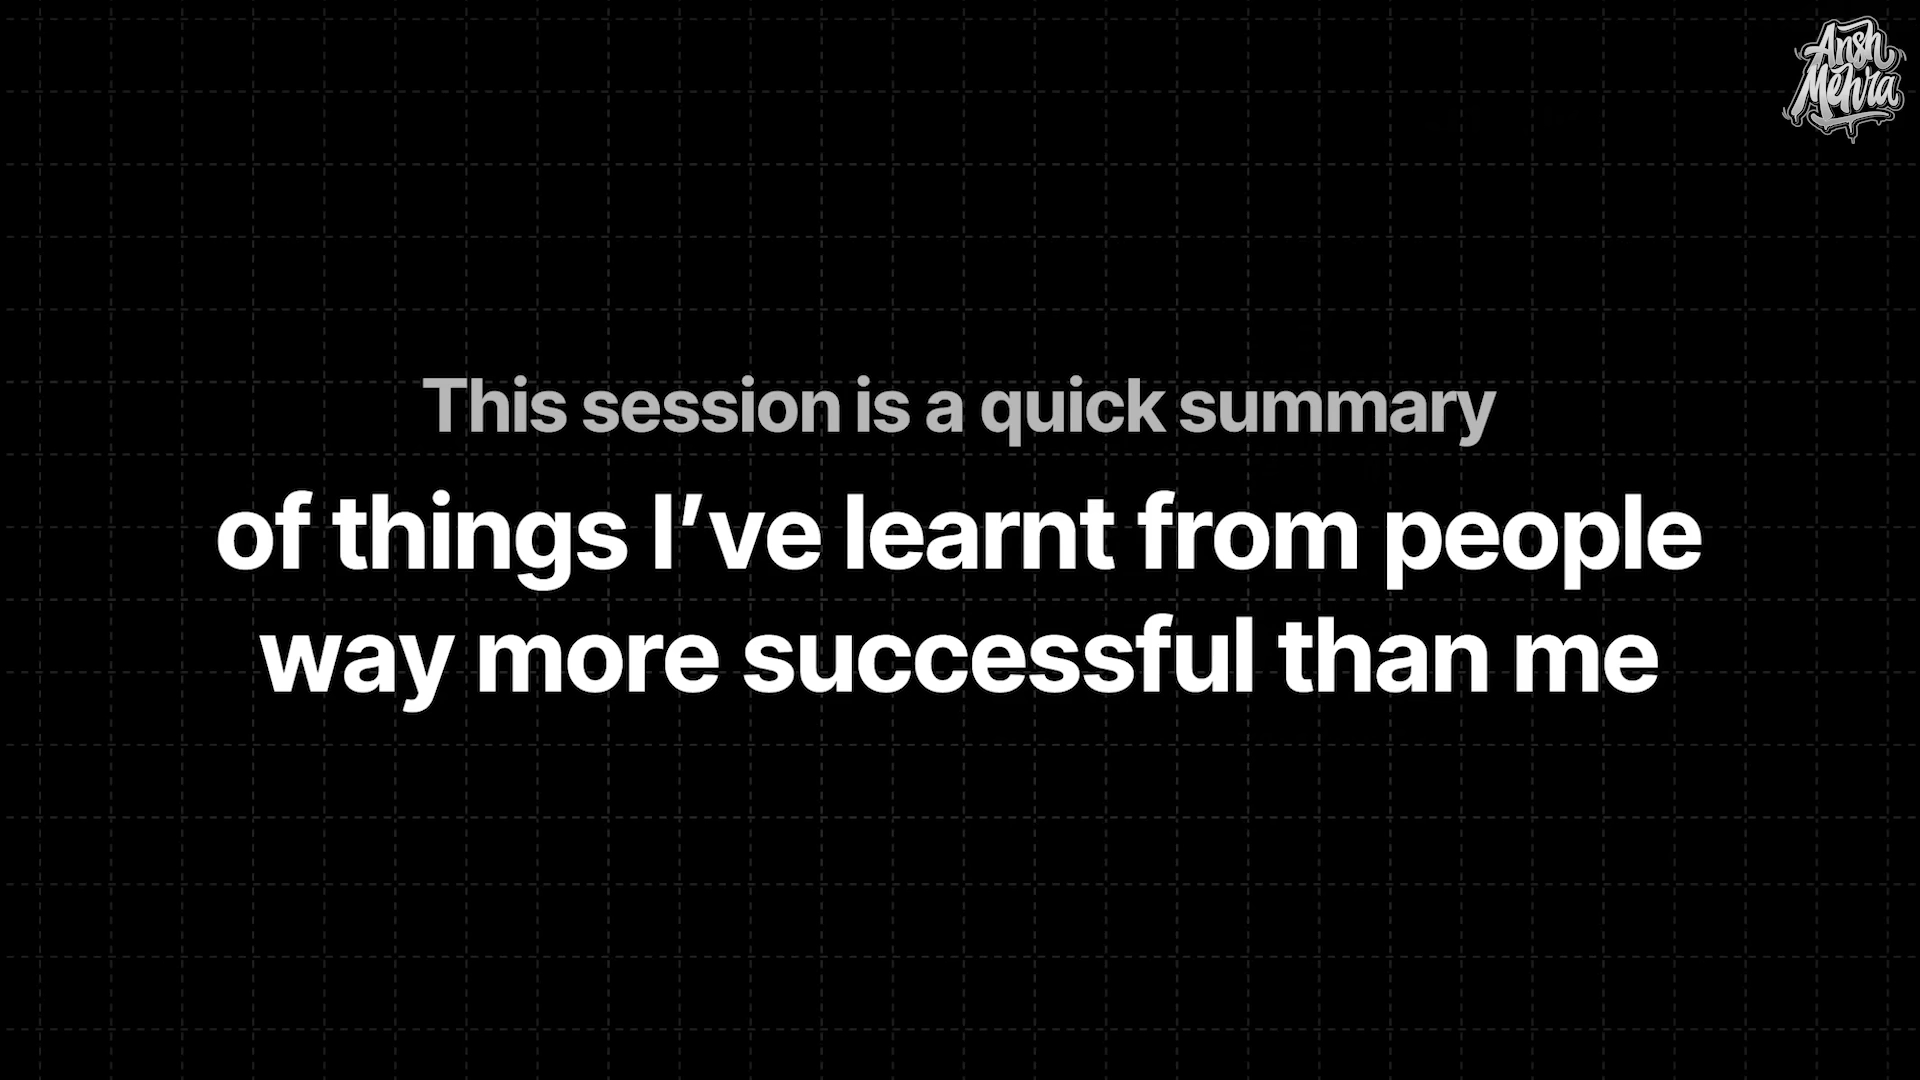 Ansh
Mehra
This session is a quick summary
of things I’ve learnt from people
way more successful than me